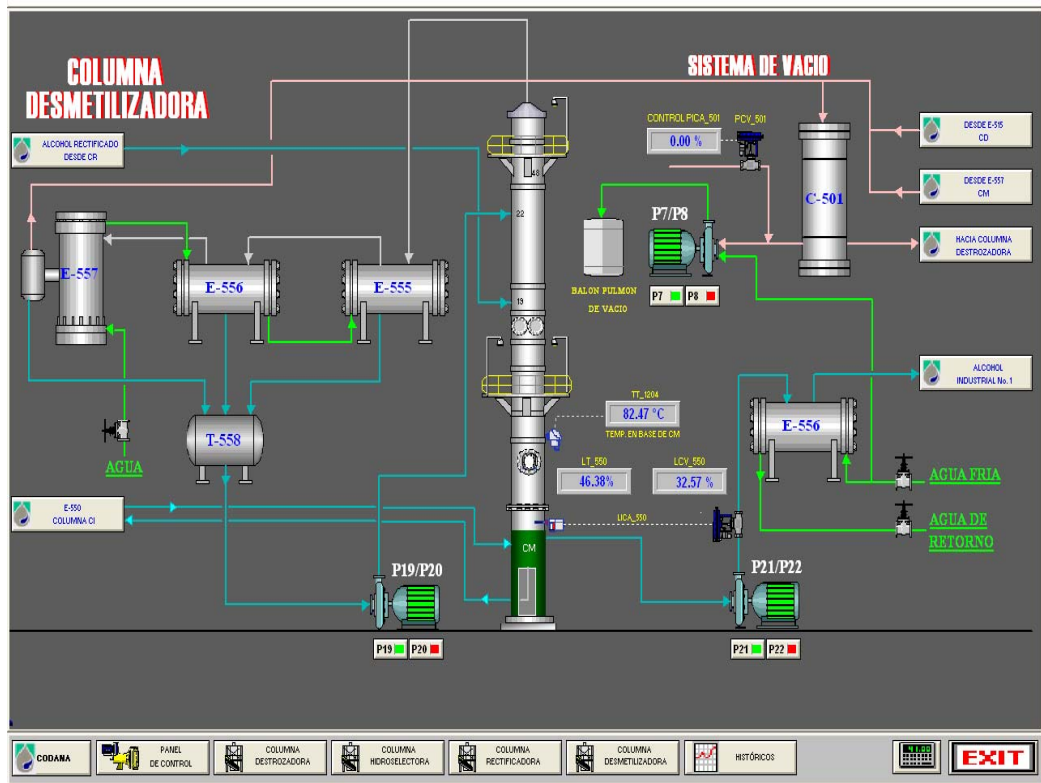 COLUMNA
DESMETILIZADORA
SISTEMA DE VACIO
ALCOHOL RECTIFICADO
DESDE CR
CONTROL PICA_501
PCV_501
0.00 %
DESDE E-515
CD
DESDE E-557
CM
HACIA COLUMNA
DESTROZADORA
C-501
48
22
19
P7/P8
P7
P8
BALON PULMON
DE VACIO
E-557
E-556
E-555
T-558
AGUA
TT_1204
82.47 °C
TEMP. EN BASE DE CM
LT_550
46.38%
LCV_550
32.57 %
LICA_550
ALCOHOL
INDUSTRIAL No. 1
E-556
AGUA FRIA
AGUA DE
RETORNO
E-550
COLUMNA CI
CM
P19/P20
P19
P20
P21/P22
P21
P22
CODANA
PANEL
DE CONTROL
COLUMNA
DESTROZADORA
COLUMNA
HIDROSELECTORA
COLUMNA
RECTIFICADORA
COLUMNA
DESMETILIZADORA
HISTÓRICOS
41.00
EXIT